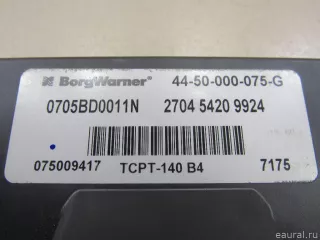 BorgWarner® 44-50-000-075-G
0705BD0011N 2704 5420 9924
075009417 TCPT-140 B4 7175
eaural.ru